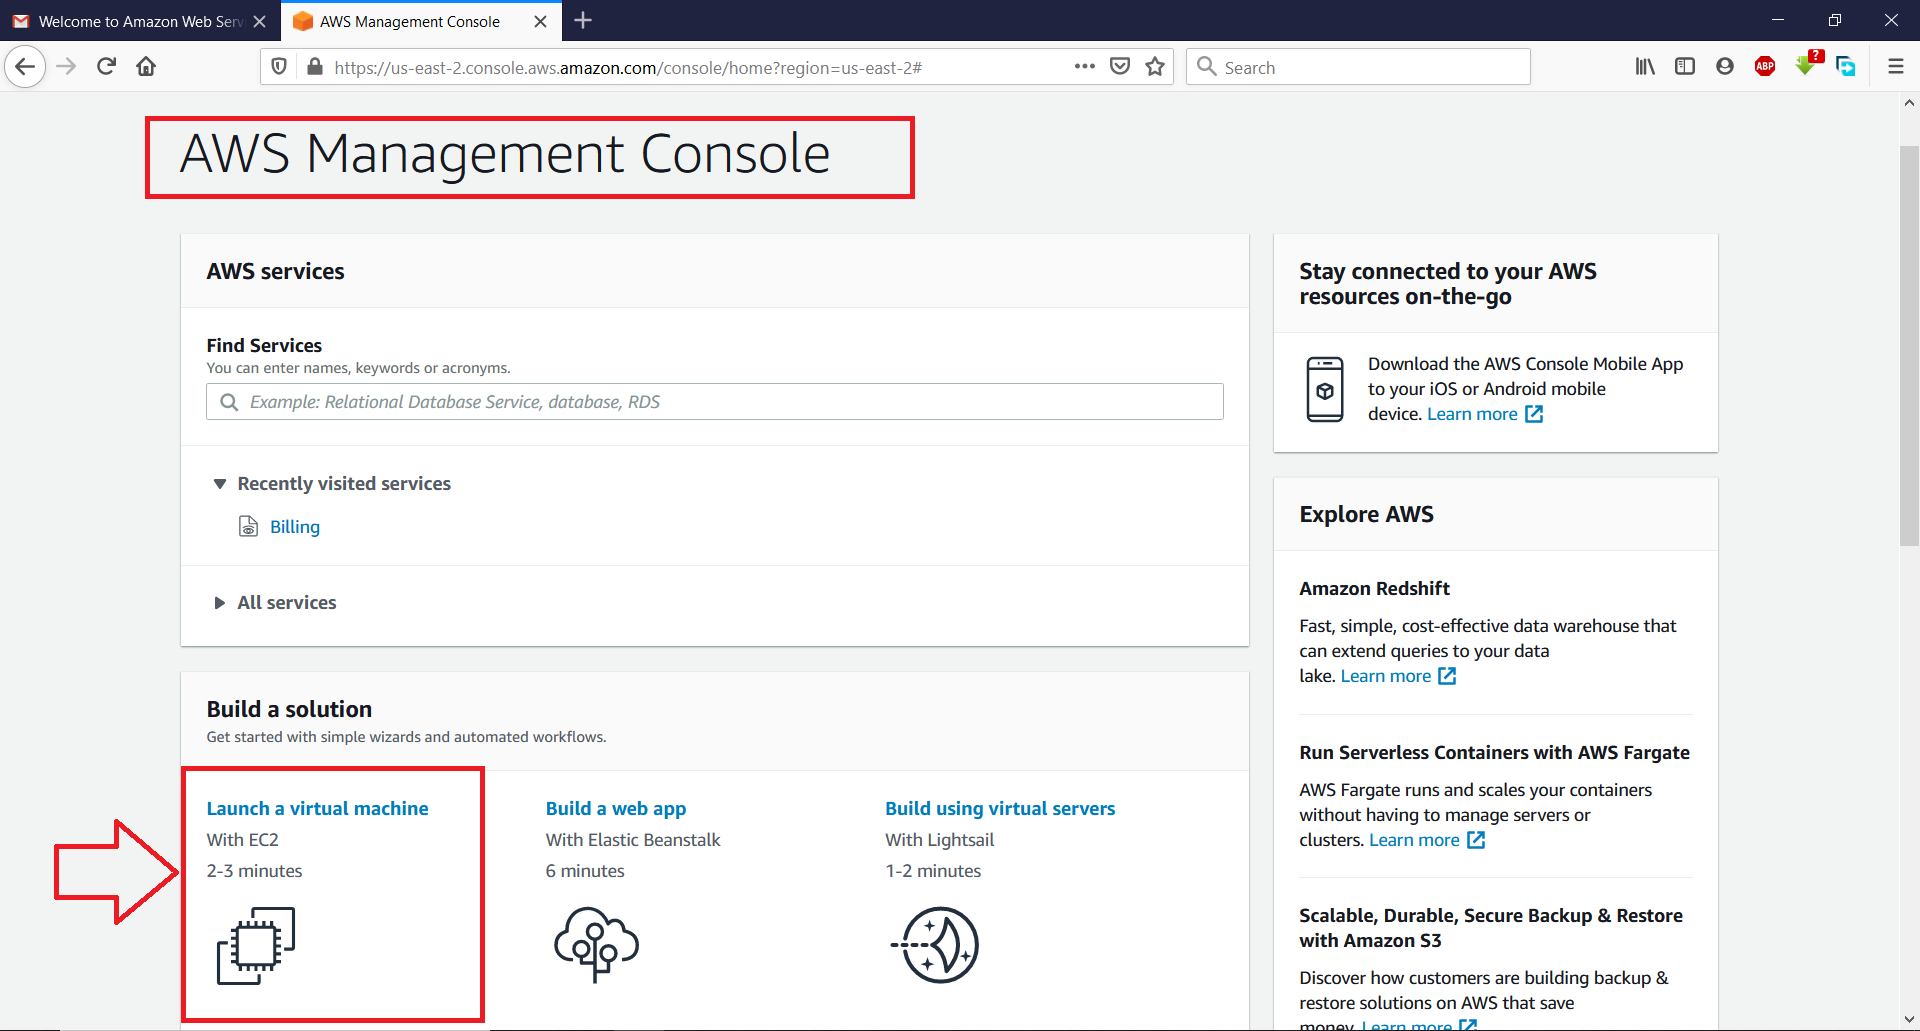 Welcome to Amazon Web Serv
AWS Management Console
https://us-east-2.console.aws.amazon.com/console/home?region=us-east-2#
Search
ABP
?
AWS Management Console
AWS services
Find Services
You can enter names, keywords or acronyms.
Example: Relational Database Service, database, RDS
Recently visited services
Billing
All services
Build a solution
Get started with simple wizards and automated workflows.
Launch a virtual machine
With EC2
2-3 minutes
Build a web app
With Elastic Beanstalk
6 minutes
Build using virtual servers
With Lightsail
1-2 minutes
Stay connected to your AWS
resources on-the-go
Download the AWS Console Mobile App
to your iOS or Android mobile
device. Learn more
Explore AWS
Amazon Redshift
Fast, simple, cost-effective data warehouse that
can extend queries to your data
lake. Learn more
Run Serverless Containers with AWS Fargate
AWS Fargate runs and scales your containers
without having to manage servers or
clusters. Learn more
Scalable, Durable, Secure Backup & Restore
with Amazon S3
Discover how customers are building backup &
restore solutions on AWS that save
money. Learn more